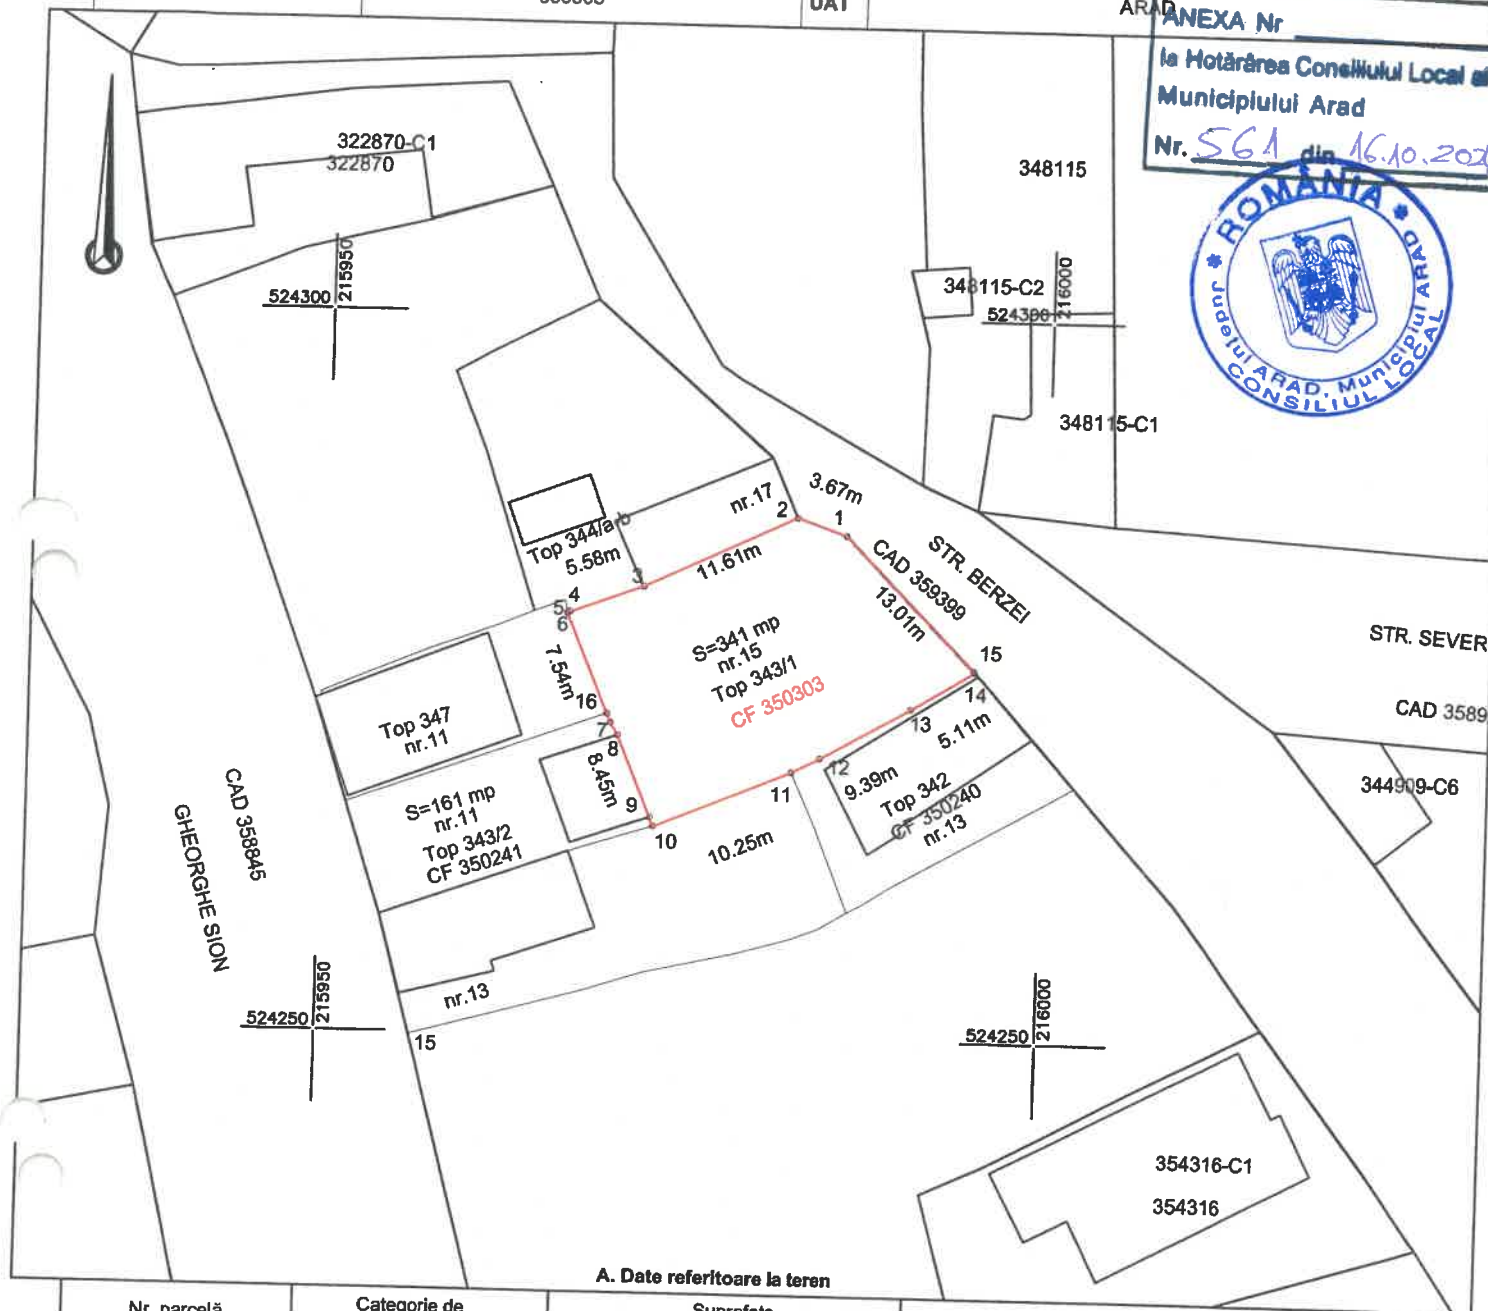 UAT
ARAD
ANEXA Nr
la Hotărârea Consiliului Local al
Municipiului Arad
Nr. 561 din 16.10.202
ROMÂNIA
Județul ARAD, Municipiul ARAD
CONSILIUL LOCAL
322870-C1
322870
348115
524300
215950
348115-C2
524300
216000
348115-C1
3.67m
nr.17
2
1
STR. BERZEI
CAD 359399
13.01m
Top 344/a-b
5.58m
11.61m
3
4
5
6
7.54m
S=341 mp
nr.15
Top 343/1
CF 350303
15
14
STR. SEVER
CAD 3589
16
Top 347
nr.11
7
8
8.45m
13
5.11m
12
9.39m
11
Top 342
CF 350240
nr.13
344909-C6
CAD 358845
GHEORGHE SION
S=161 mp
nr.11
Top 343/2
CF 350241
9
10
10.25m
nr.13
15
524250
215950
524250
216000
354316-C1
354316
A. Date referitoare la teren
Nr. parcelă
Categorie de
Suprafața